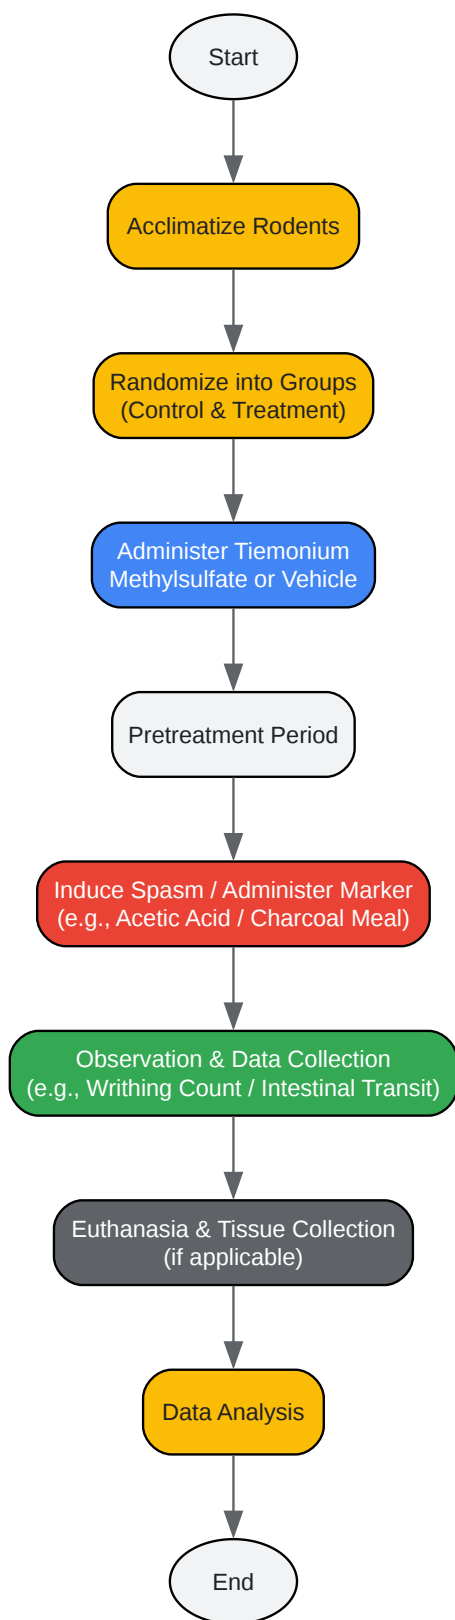 Start
Acclimatize Rodents
Randomize into Groups
(Control & Treatment)
Administer Tiemonium
Methylsulfate or Vehicle
Pretreatment Period
Induce Spasm / Administer Marker
(e.g., Acetic Acid / Charcoal Meal)
Observation & Data Collection
(e.g., Writhing Count / Intestinal Transit)
Euthanasia & Tissue Collection
(if applicable)
Data Analysis
End